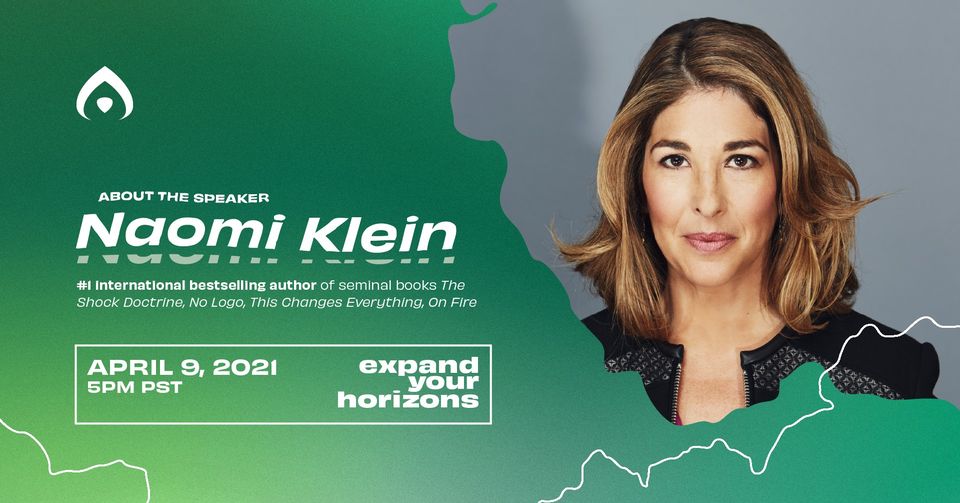 ABOUT THE SPEAKER
Naomi Klein
#1 international bestselling author of seminal books The
Shock Doctrine, No Logo, This Changes Everything, On Fire
APRIL 9, 2021
5PM PST
expand
your
horizons